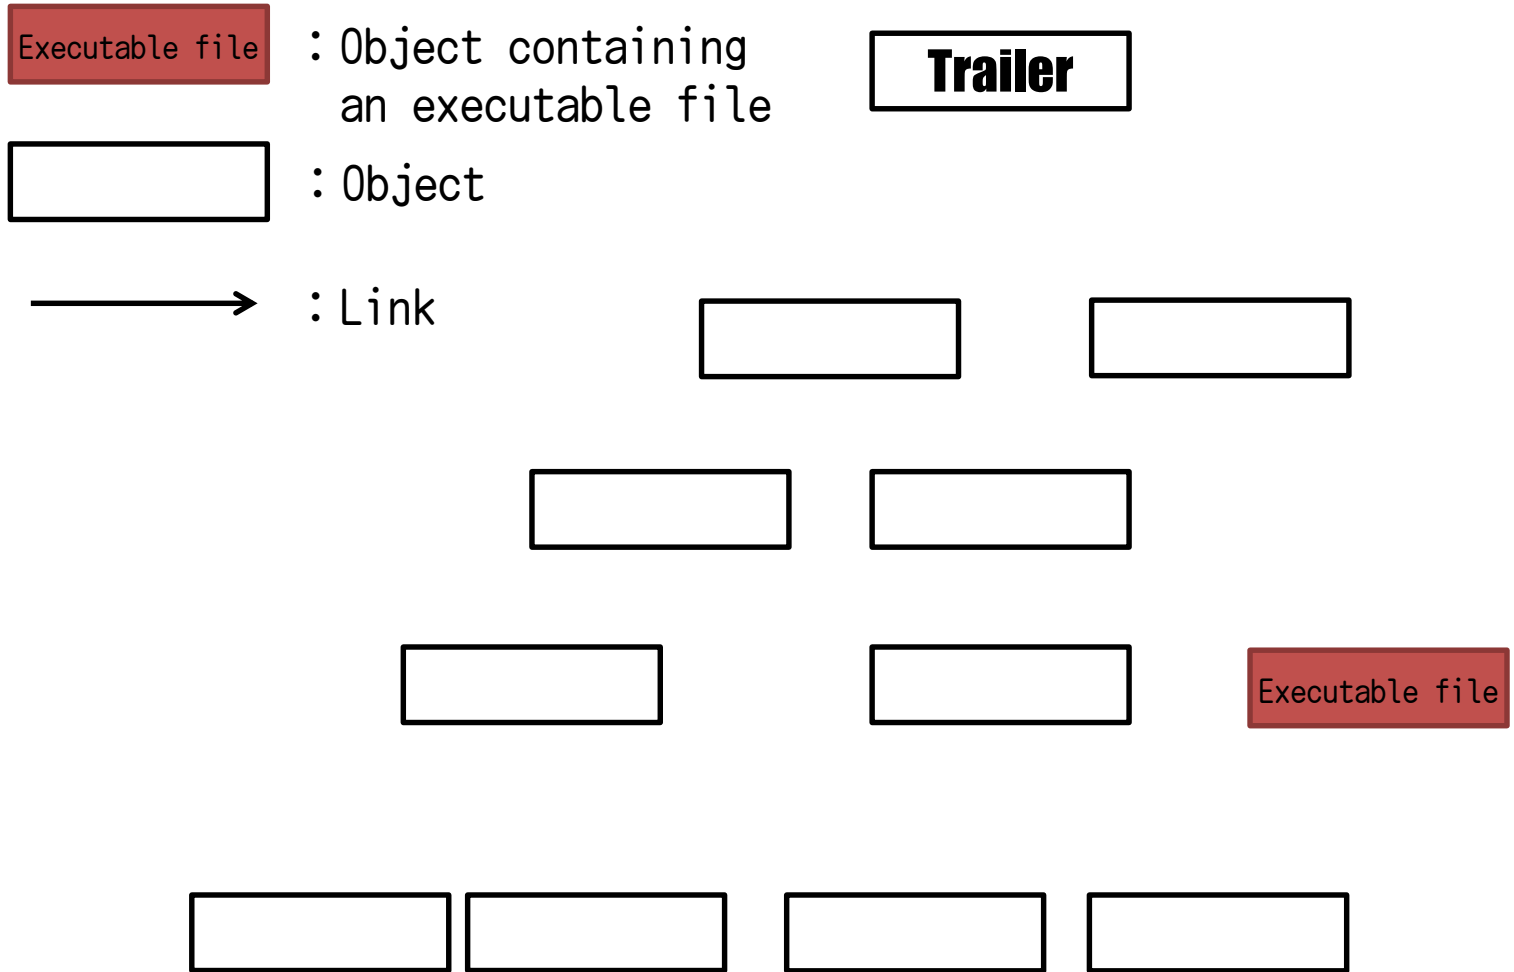 Executable file
: Object containing
an executable file
Trailer
: Object
: Link
Executable file